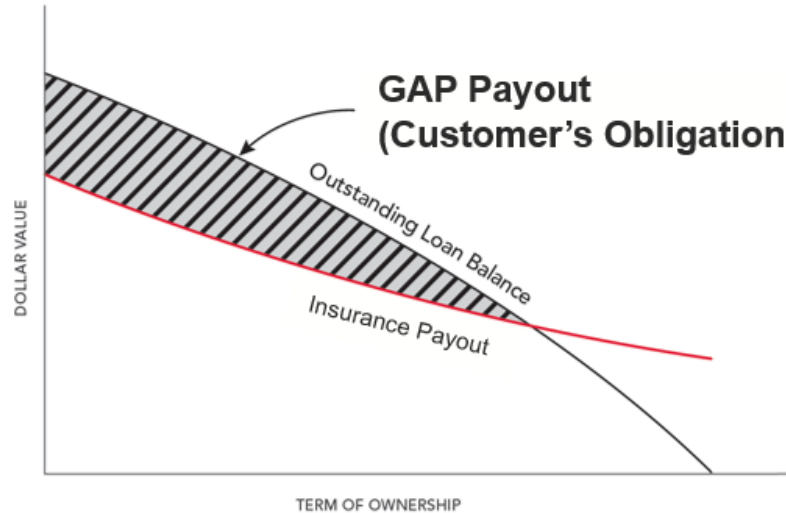 GAP Payout
(Customer's Obligation
Outstanding Loan Balance
Insurance Payout
DOLLAR VALUE
TERM OF OWNERSHIP